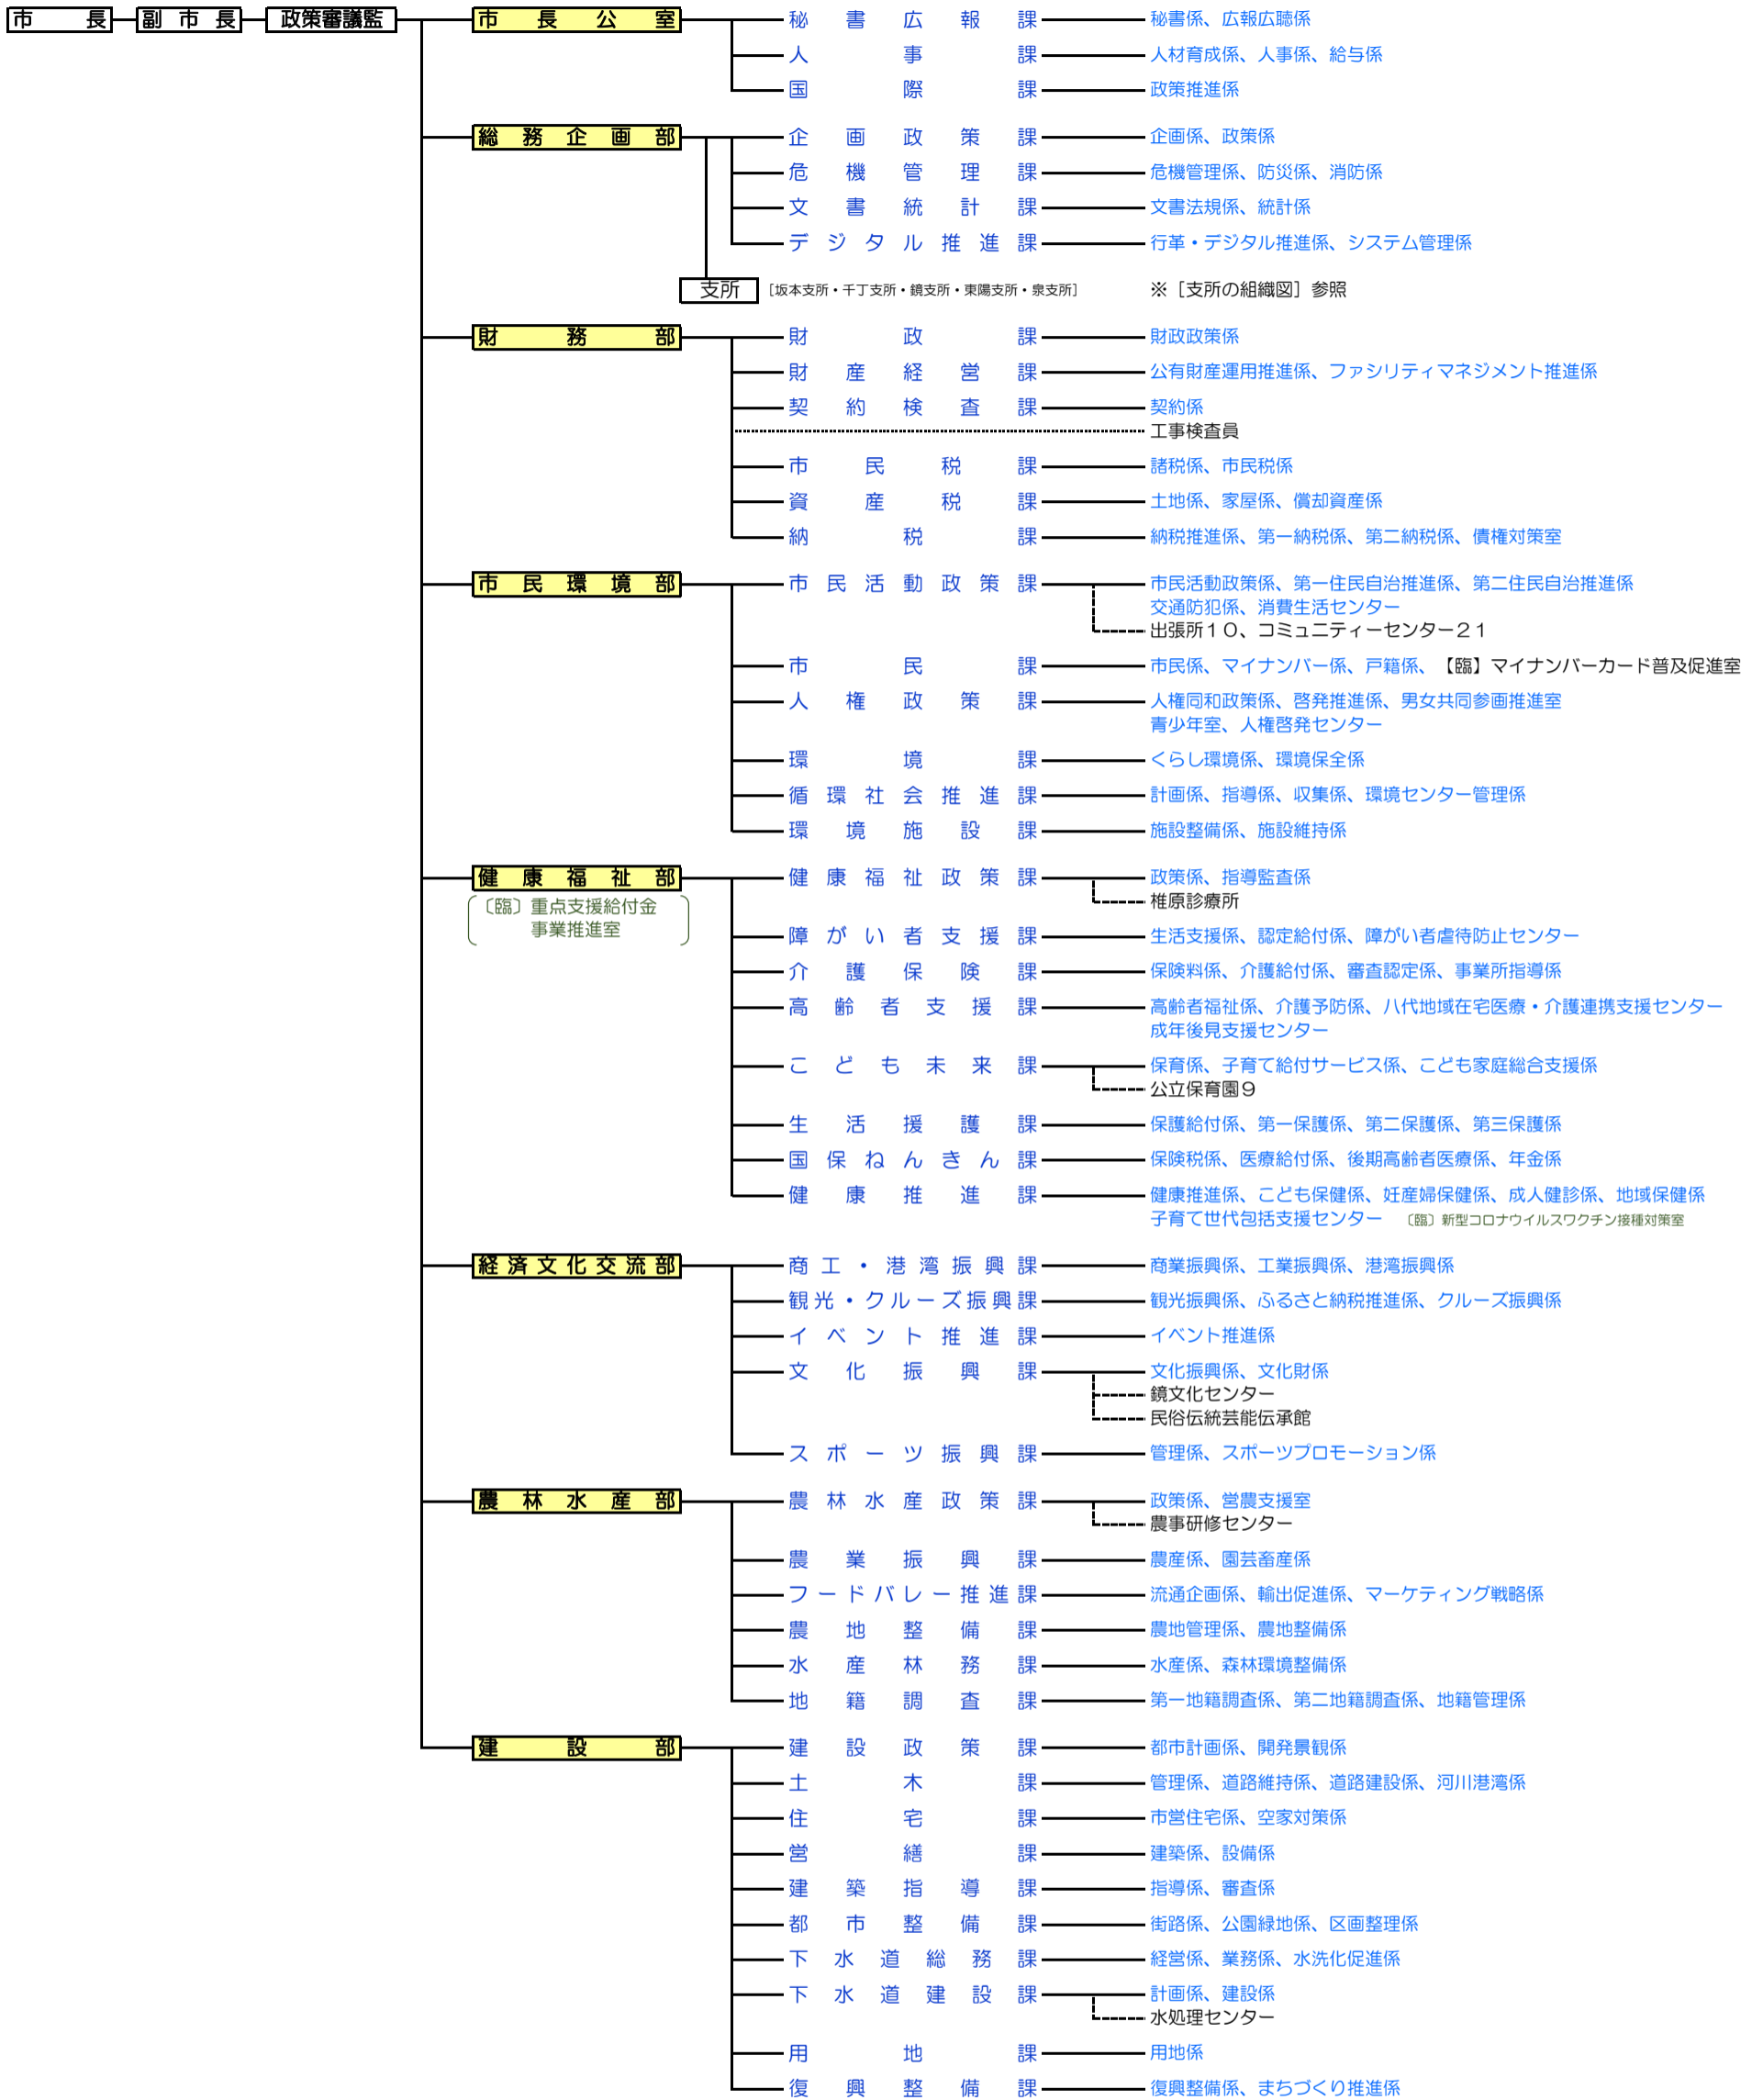 市長 副市長 政策審議監 市長公室 秘書広報課 秘書係、広報広聴係
人事課 人材育成係、人事係、給与係
国際課 政策推進係
総務企画部 企画政策課 企画係、政策係
危機管理課 危機管理係、防災係、消防係
文書統計課 文書法規係、統計係
デジタル推進課 行革・デジタル推進係、システム管理係
支所 [坂本支所・千丁支所・鏡支所・東陽支所・泉支所] ※[支所の組織図]参照
財務部 財政課 財政政策係
財産経営課 公有財産運用推進係、ファシリティマネジメント推進係
契約検査課 契約係
工事検査員
市民税課 諸税係、市民税係
資産税課 土地係、家屋係、償却資産係
納税課 納税推進係、第一納税係、第二納税係、債権対策室
市民環境部 市民活動政策課 市民活動政策係、第一住民自治推進係、第二住民自治推進係
交通防犯係、消費生活センター
出張所10、コミュニティーセンター21
市民課 市民係、マイナンバー係、戸籍係、【臨】マイナンバーカード普及促進室
人権政策課 人権同和政策係、啓発推進係、男女共同参画推進室
青少年室、人権啓発センター
環境課 くらし環境係、環境保全係
循環社会推進課 計画係、指導係、収集係、環境センター管理係
環境施設課 施設整備係、施設維持係
健康福祉部 健康福祉政策課 政策係、指導監査係
〔臨〕重点支援給付金 椎原診療所
事業推進室
障がい者支援課 生活支援係、認定給付係、障がい者虐待防止センター
介護保険課 保険料係、介護給付係、審査認定係、事業所指導係
高齢者支援課 高齢者福祉係、介護予防係、八代地域在宅医療・介護連携支援センター
成年後見支援センター
こども未来課 保育係、子育て給付サービス係、こども家庭総合支援係
公立保育園9
生活援護課 保護給付係、第一保護係、第二保護係、第三保護係
国保ねんきん課 保険税係、医療給付係、後期高齢者医療係、年金係
健康推進課 健康推進係、こども保健係、妊産婦保健係、成人健診係、地域保健係
子育て世代包括支援センター 〔臨〕新型コロナウイルスワクチン接種対策室
経済文化交流部 商工・港湾振興課 商業振興係、工業振興係、港湾振興係
観光・クルーズ振興課 観光振興係、ふるさと納税推進係、クルーズ振興係
イベント推進課 イベント推進係
文化振興課 文化振興係、文化財係
鏡文化センター
民俗伝統芸能伝承館
スポーツ振興課 管理係、スポーツプロモーション係
農林水産部 農林水産政策課 政策係、営農支援室
農事研修センター
農業振興課 農産係、園芸畜産係
フードバレー推進課 流通企画係、輸出促進係、マーケティング戦略係
農地整備課 農地管理係、農地整備係
水産林務課 水産係、森林環境整備係
地籍調査課 第一地籍調査係、第二地籍調査係、地籍管理係
建設部 建設政策課 都市計画係、開発景観係
土木課 管理係、道路維持係、道路建設係、河川港湾係
住宅課 市営住宅係、空家対策係
営繕課 建築係、設備係
建築指導課 指導係、審査係
都市整備課 街路係、公園緑地係、区画整理係
下水道総務課 経営係、業務係、水洗化促進係
下水道建設課 計画係、建設係
水処理センター
用地課 用地係
復興整備課 復興整備係、まちづくり推進係